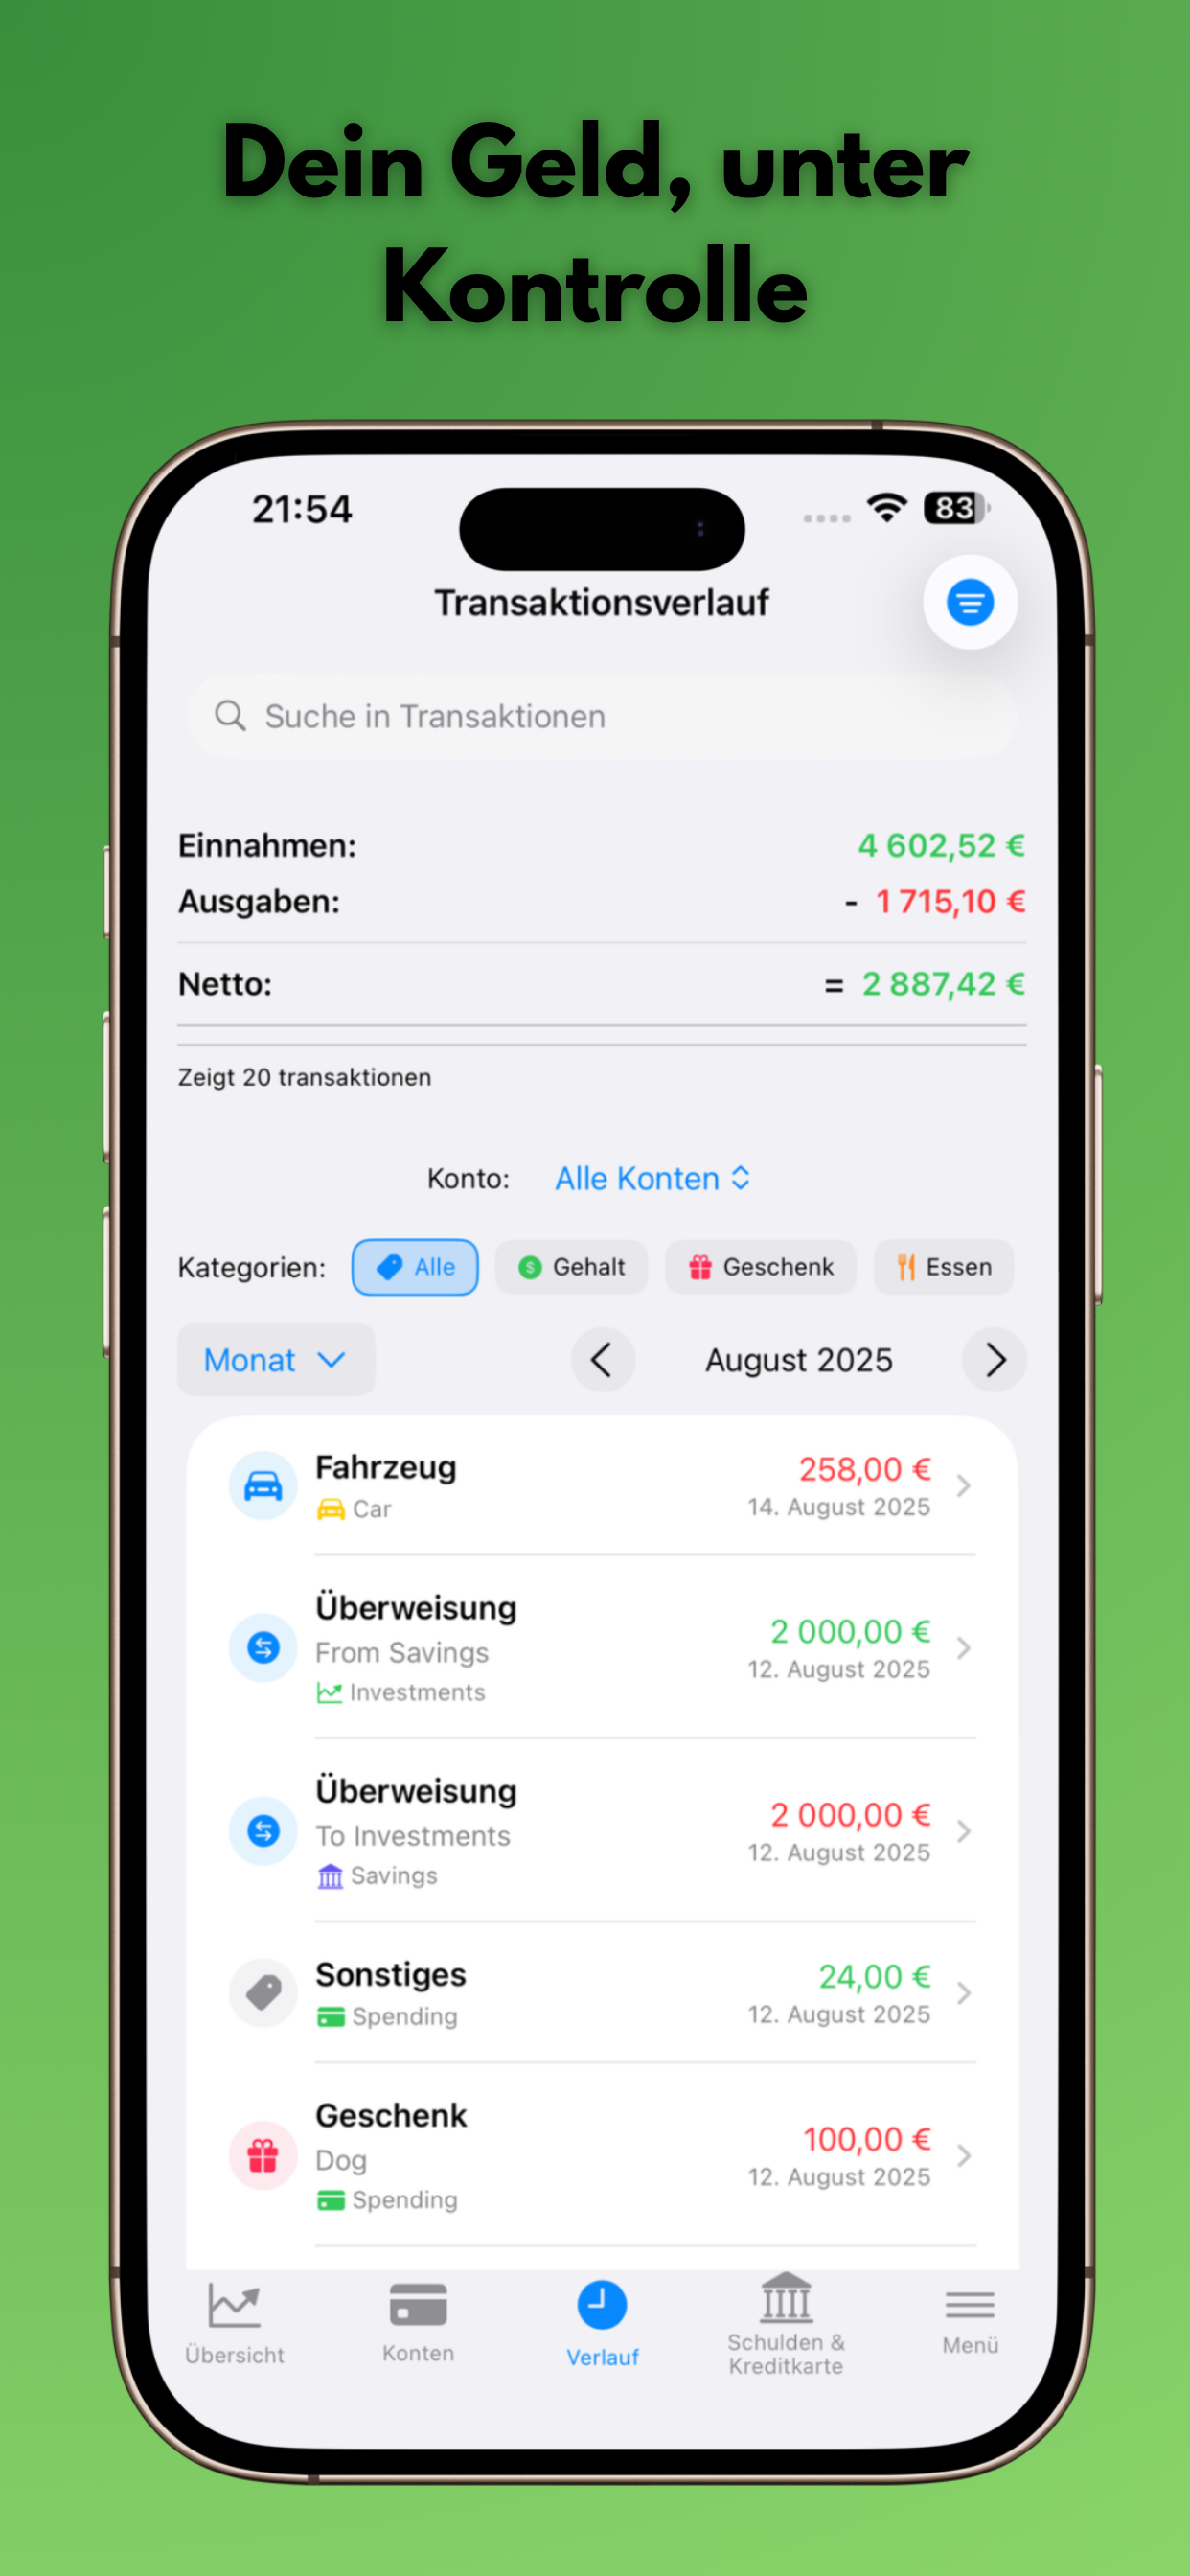 Dein Geld, unter
Kontrolle
21:54
83
Transaktionsverlauf
Suche in Transaktionen
Einnahmen: 4 602,52 €
Ausgaben: - 1 715,10 €
Netto: = 2 887,42 €
Zeigt 20 transaktionen
Konto: Alle Konten
Kategorien: Alle $ Gehalt Geschenk Essen
Monat August 2025
Fahrzeug 258,00 €
Car 14. August 2025
Überweisung
From Savings 2 000,00 €
Investments 12. August 2025
Überweisung
To Investments 2 000,00 €
Savings 12. August 2025
Sonstiges 24,00 €
Spending 12. August 2025
Geschenk
Dog 100,00 €
Spending 12. August 2025
Übersicht Konten Verlauf Schulden & Menü
Kreditkarte